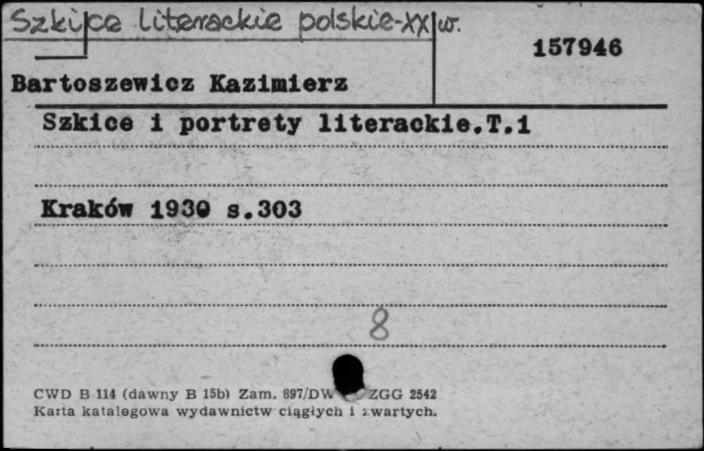 Szkice literackie polskie-XX w.
157946
Bartoszewicz Kazimierz
Szkice i portrety literackie.T.1
Kraków 1930 s.303
8
CWD B 114 (dawny B 15b) Zam. 897/DW ZGG 2542
Karta katalogowa wydawnictw ciągłych i zwartych.